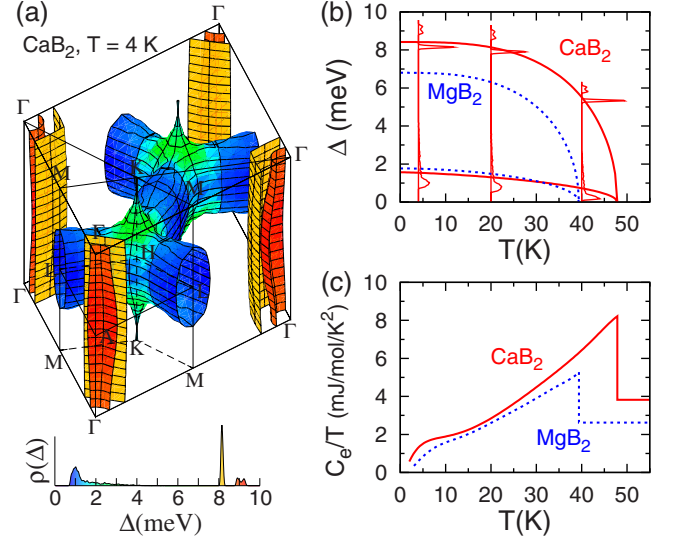 (a)
CaB2, T = 4 K
Γ
Γ
Γ
M
M
Γ
H
L
A
Γ
K
M
M
Γ
Γ
ρ(Δ)
0 2 4 6 8 10
Δ(meV)
(b)
10
8
6
4
2
0
Δ (meV)
CaB2
MgB2
0 10 20 30 40 50
T(K)
(c)
10
8
6
4
2
0
Ce/T (mJ/mol/K²)
CaB2
MgB2
0 10 20 30 40 50
T(K)